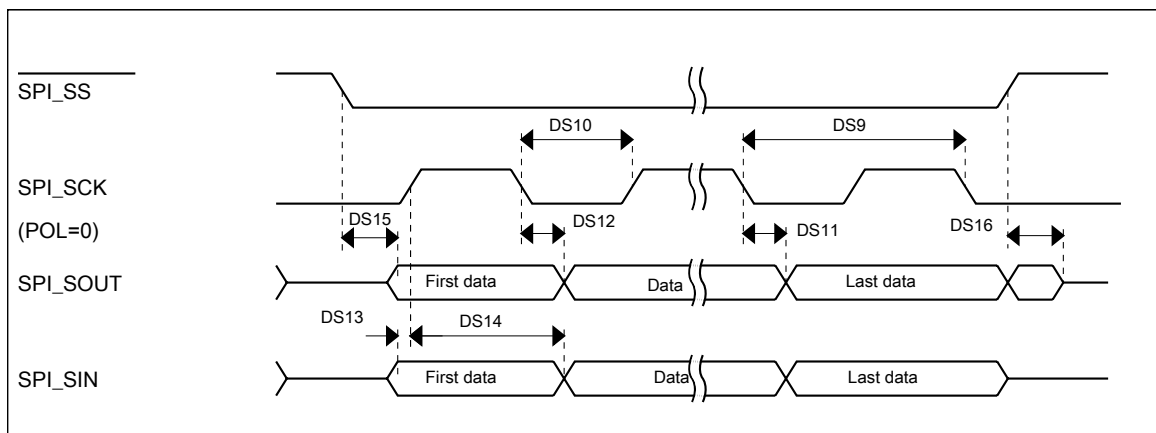 SPI_SS
DS10
DS9
SPI_SCK
(POL=0)
DS15
DS12
DS11
DS16
SPI_SOUT
First data
Data
Last data
DS13
DS14
SPI_SIN
First data
Data
Last data